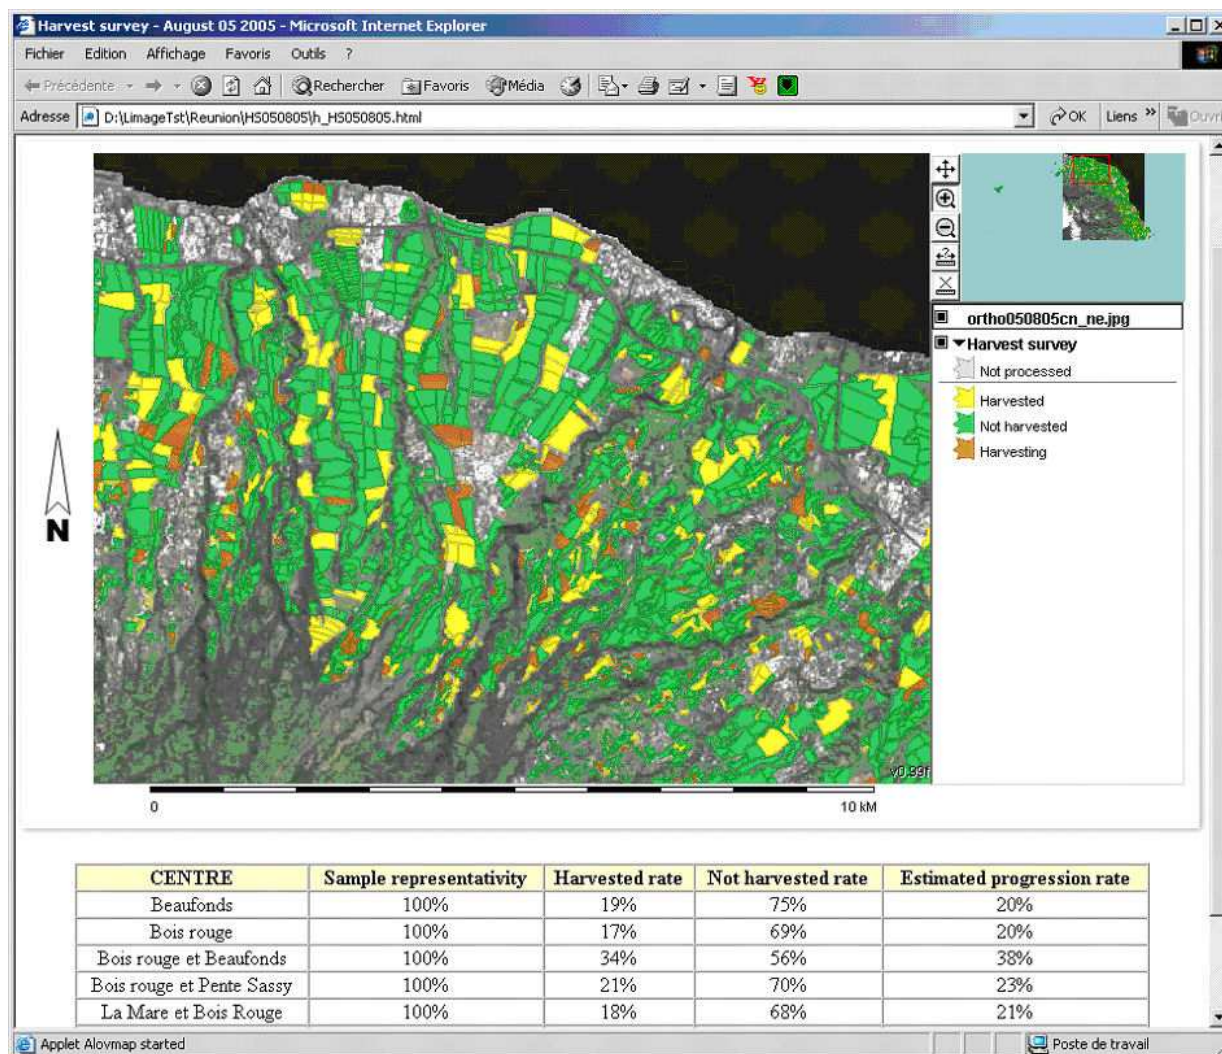 Harvest survey - August 05 2005 - Microsoft Internet Explorer
Fichier Edition Affichage Favoris Outils ?
Précédente Rechercher Favoris Média
Adresse D:\LimageTst\Reunion\HS050805\h_HS050805.html OK Liens » Ouvri
ortho050805cn_ne.jpg
Harvest survey
Not processed
Harvested
Not harvested
Harvesting
N
v0.99f
0 10 kM
CENTRE Sample representativity Harvested rate Not harvested rate Estimated progression rate
Beaufonds 100% 19% 75% 20%
Bois rouge 100% 17% 69% 20%
Bois rouge et Beaufonds 100% 34% 56% 38%
Bois rouge et Pente Sassy 100% 21% 70% 23%
La Mare et Bois Rouge 100% 18% 68% 21%
Applet Alovmap started Poste de travail